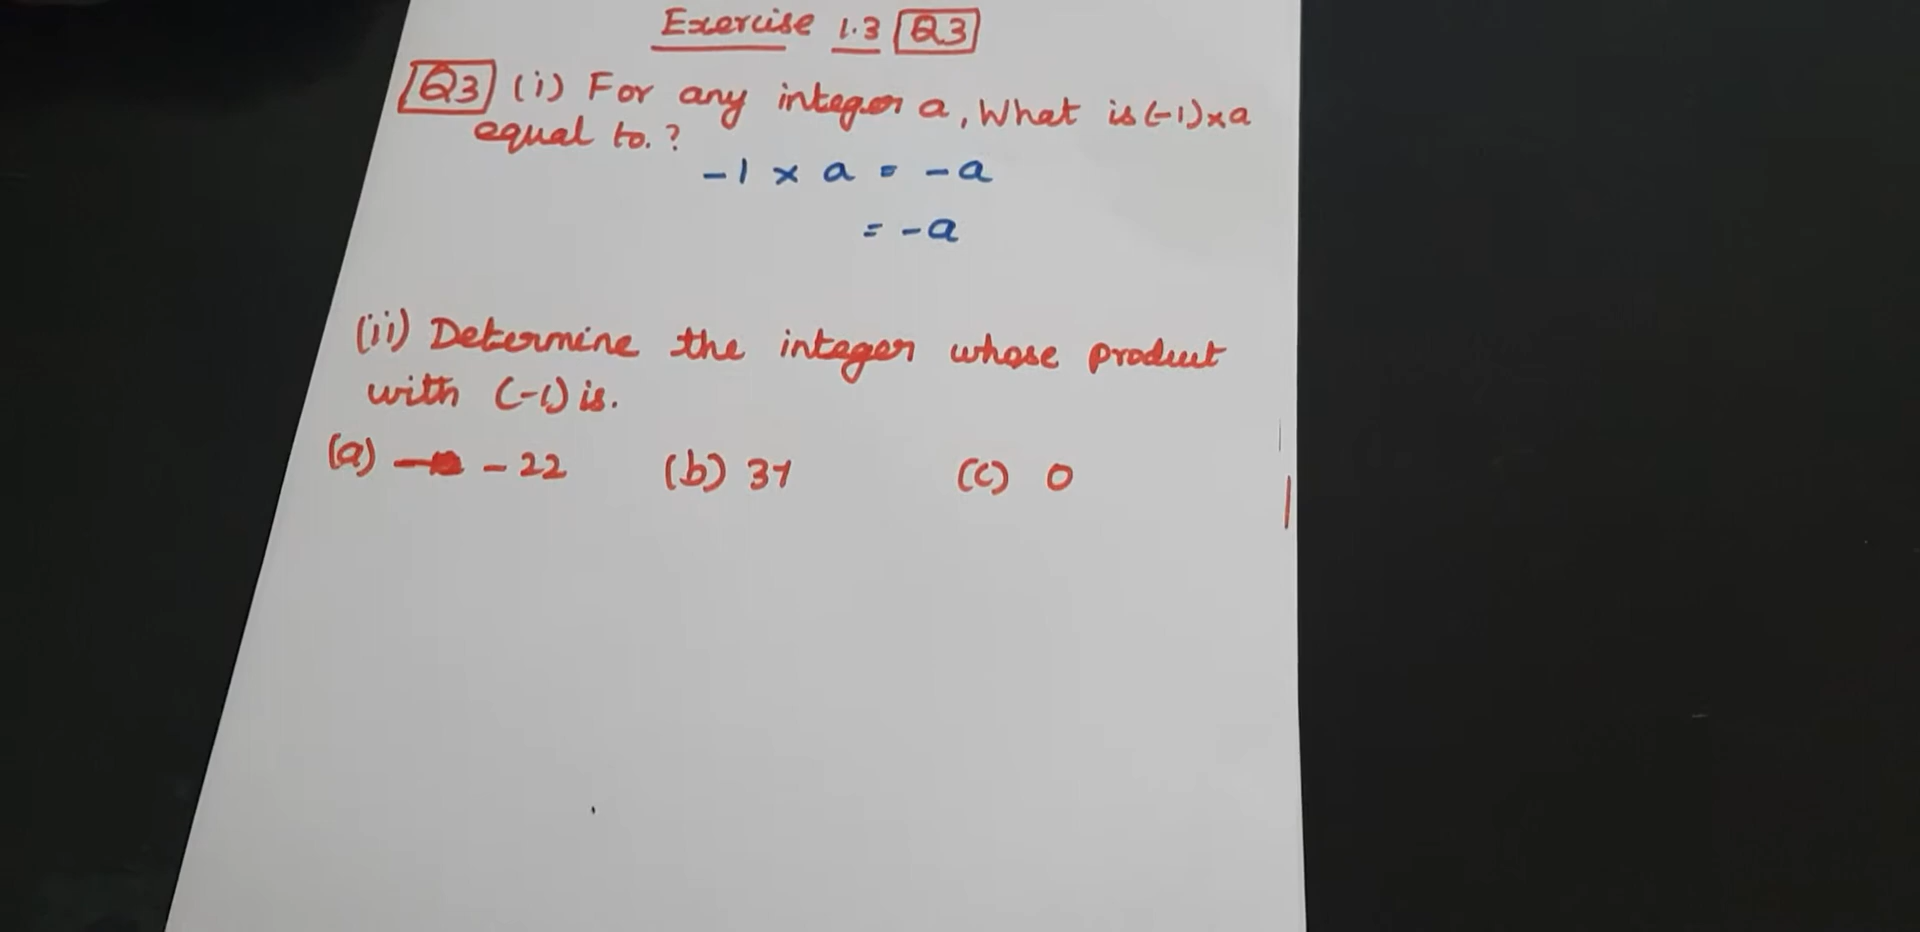 Exercise 1.3 Q3
Q3 (i) For any integer a, What is (-1)×a
equal to.?
-1 × a = -a
= -a
(ii) Determine the integer whose product
with (-1) is.
(a) -22 (b) 37 (c) 0